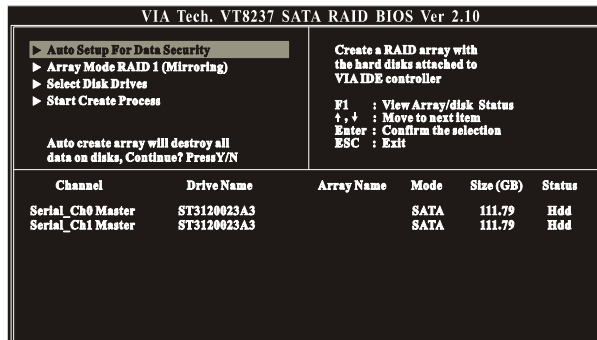 VIA Tech. VT8237 SATA RAID BIOS Ver 2.10
Auto Setup For Data Security
Array Mode RAID 1 (Mirroring)
Select Disk Drives
Start Create Process
Auto create array will destroy all
data on disks, Continue? PressY/N
Create a RAID array with
the hard disks attached to
VIA IDE controller
F1 : View Array/disk Status
↑,↓ : Move to next item
Enter : Confirm the selection
ESC : Exit
Channel Drive Name Array Name Mode Size (GB) Status
Serial_Ch0 Master ST3120023A3 SATA 111.79 Hdd
Serial_Ch1 Master ST3120023A3 SATA 111.79 Hdd